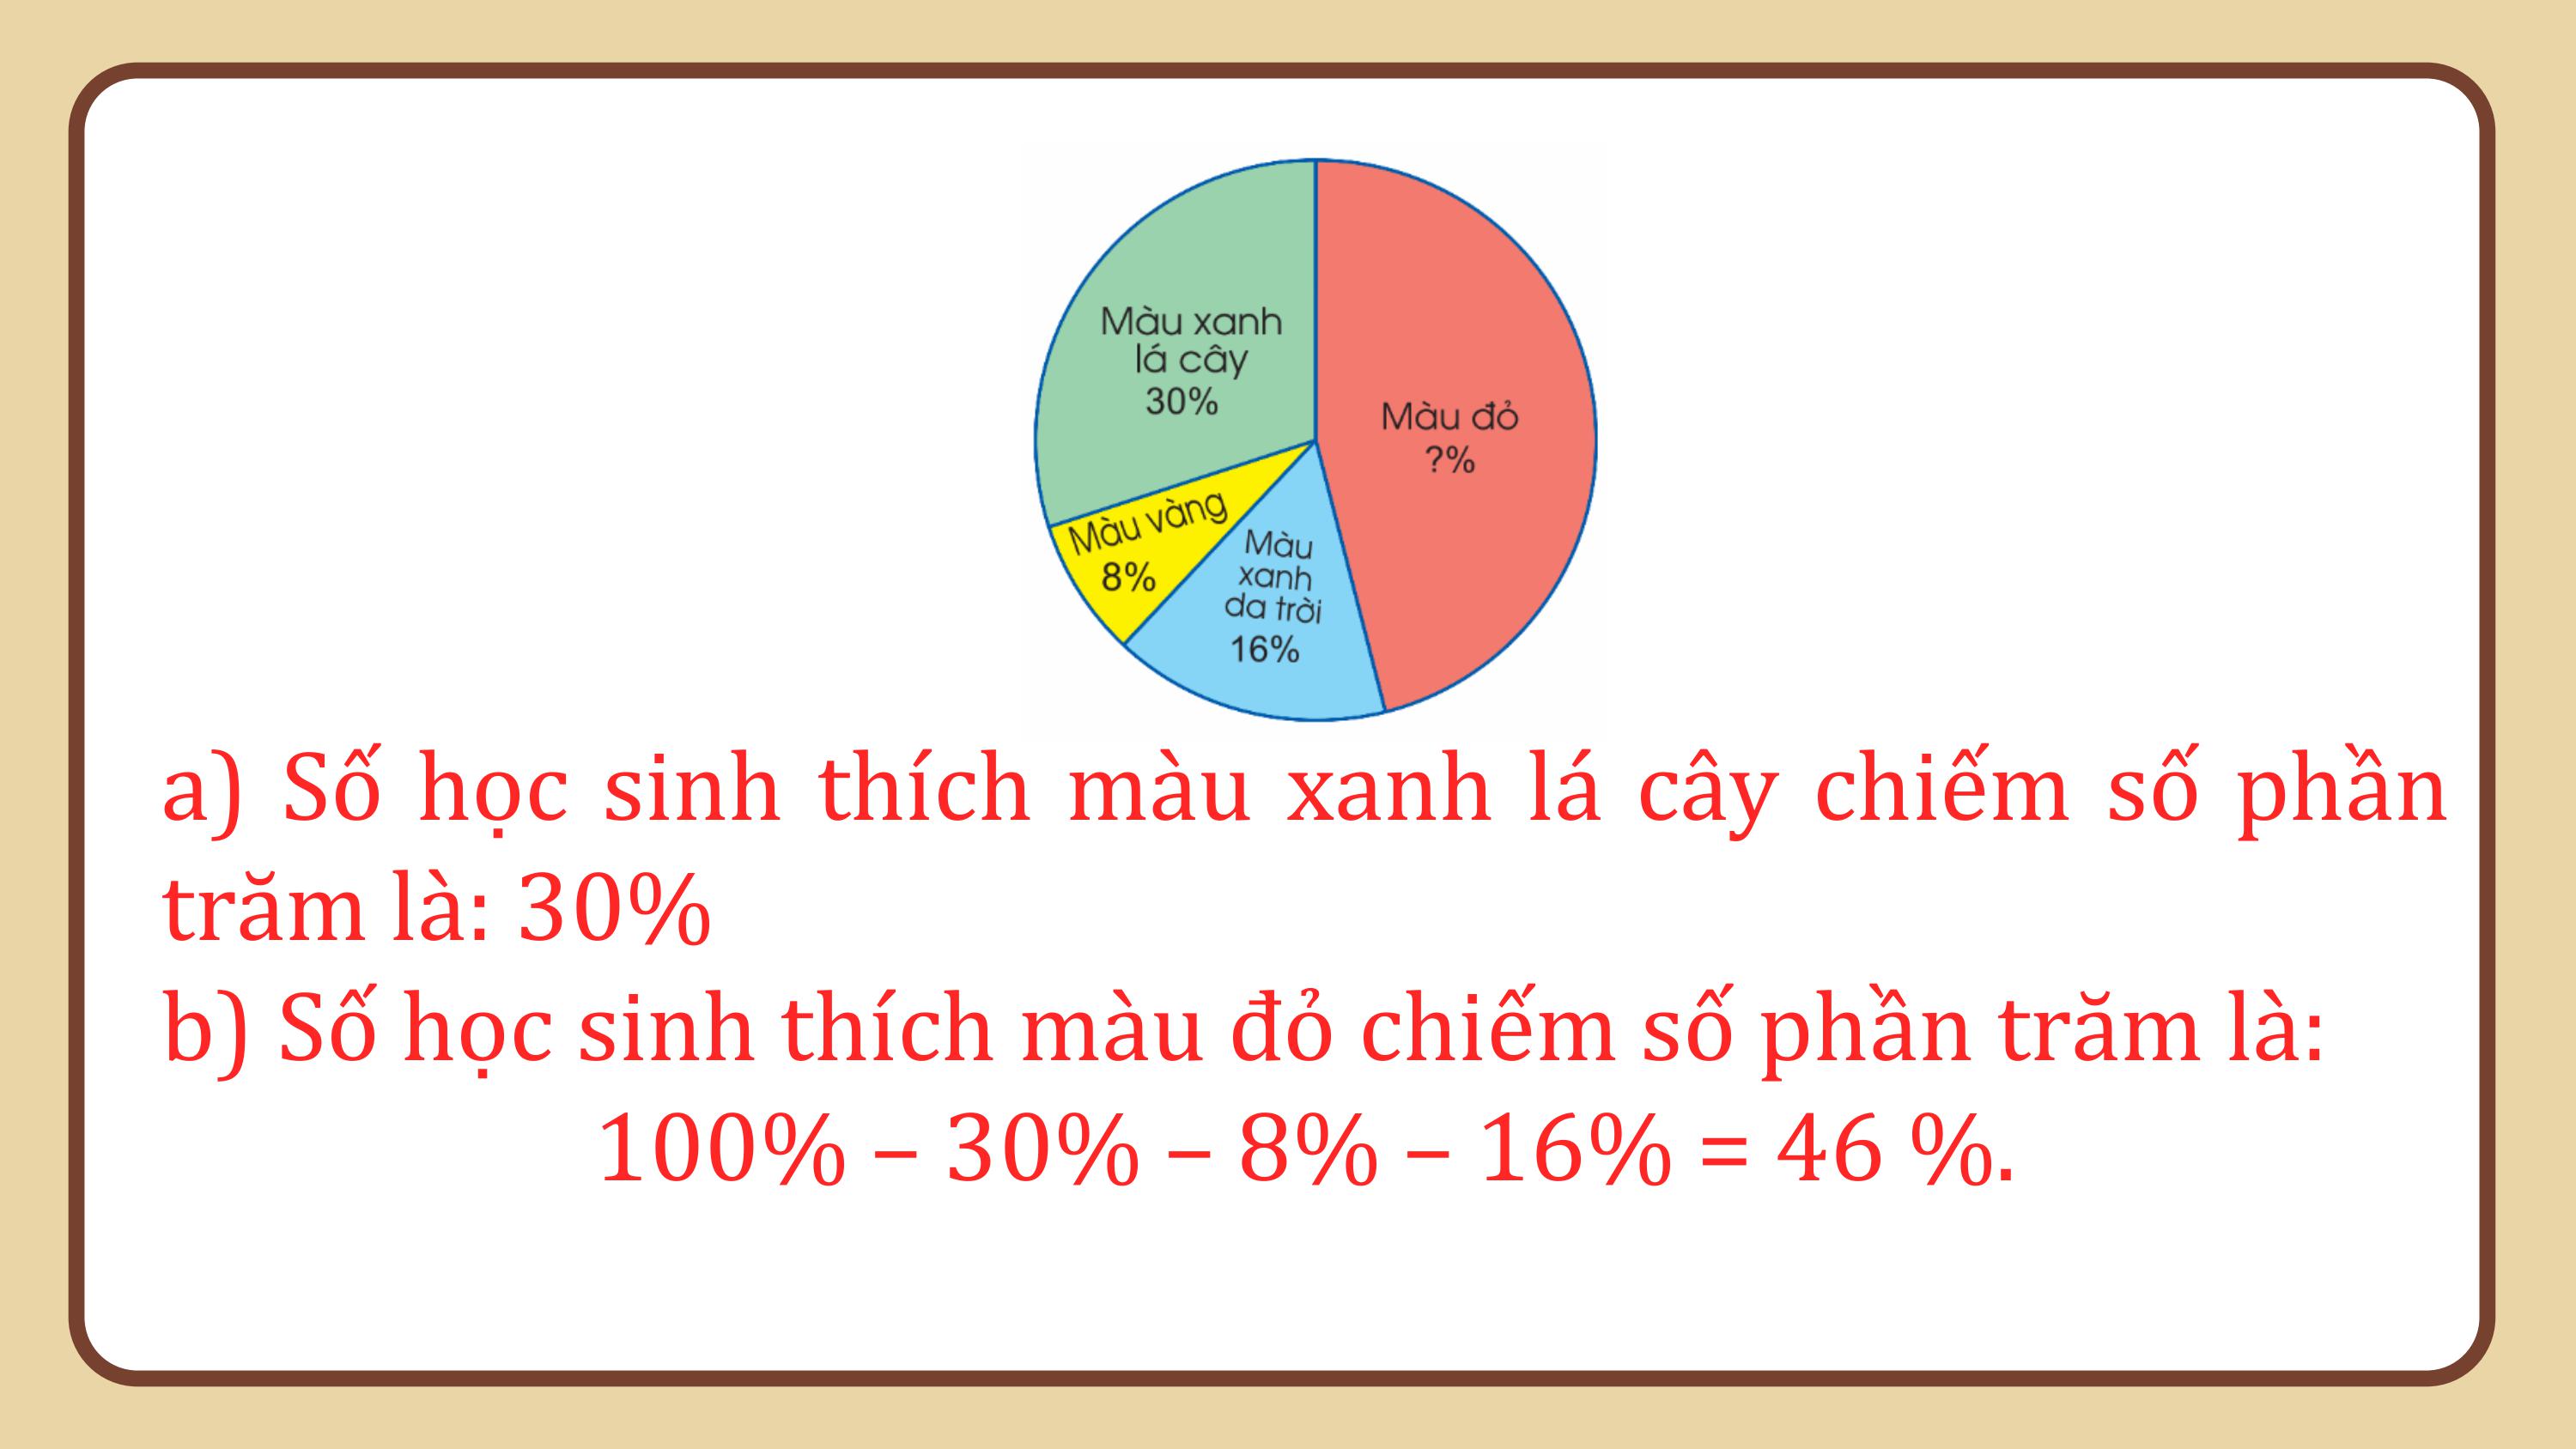 Màu xanh
lá cây
30%
Màu đỏ
?%
Màu vàng
8%
Màu
xanh
da trời
16%
a) Số học sinh thích màu xanh lá cây chiếm số phần
trăm là: 30%
b) Số học sinh thích màu đỏ chiếm số phần trăm là:
100% – 30% – 8% – 16% = 46 %.